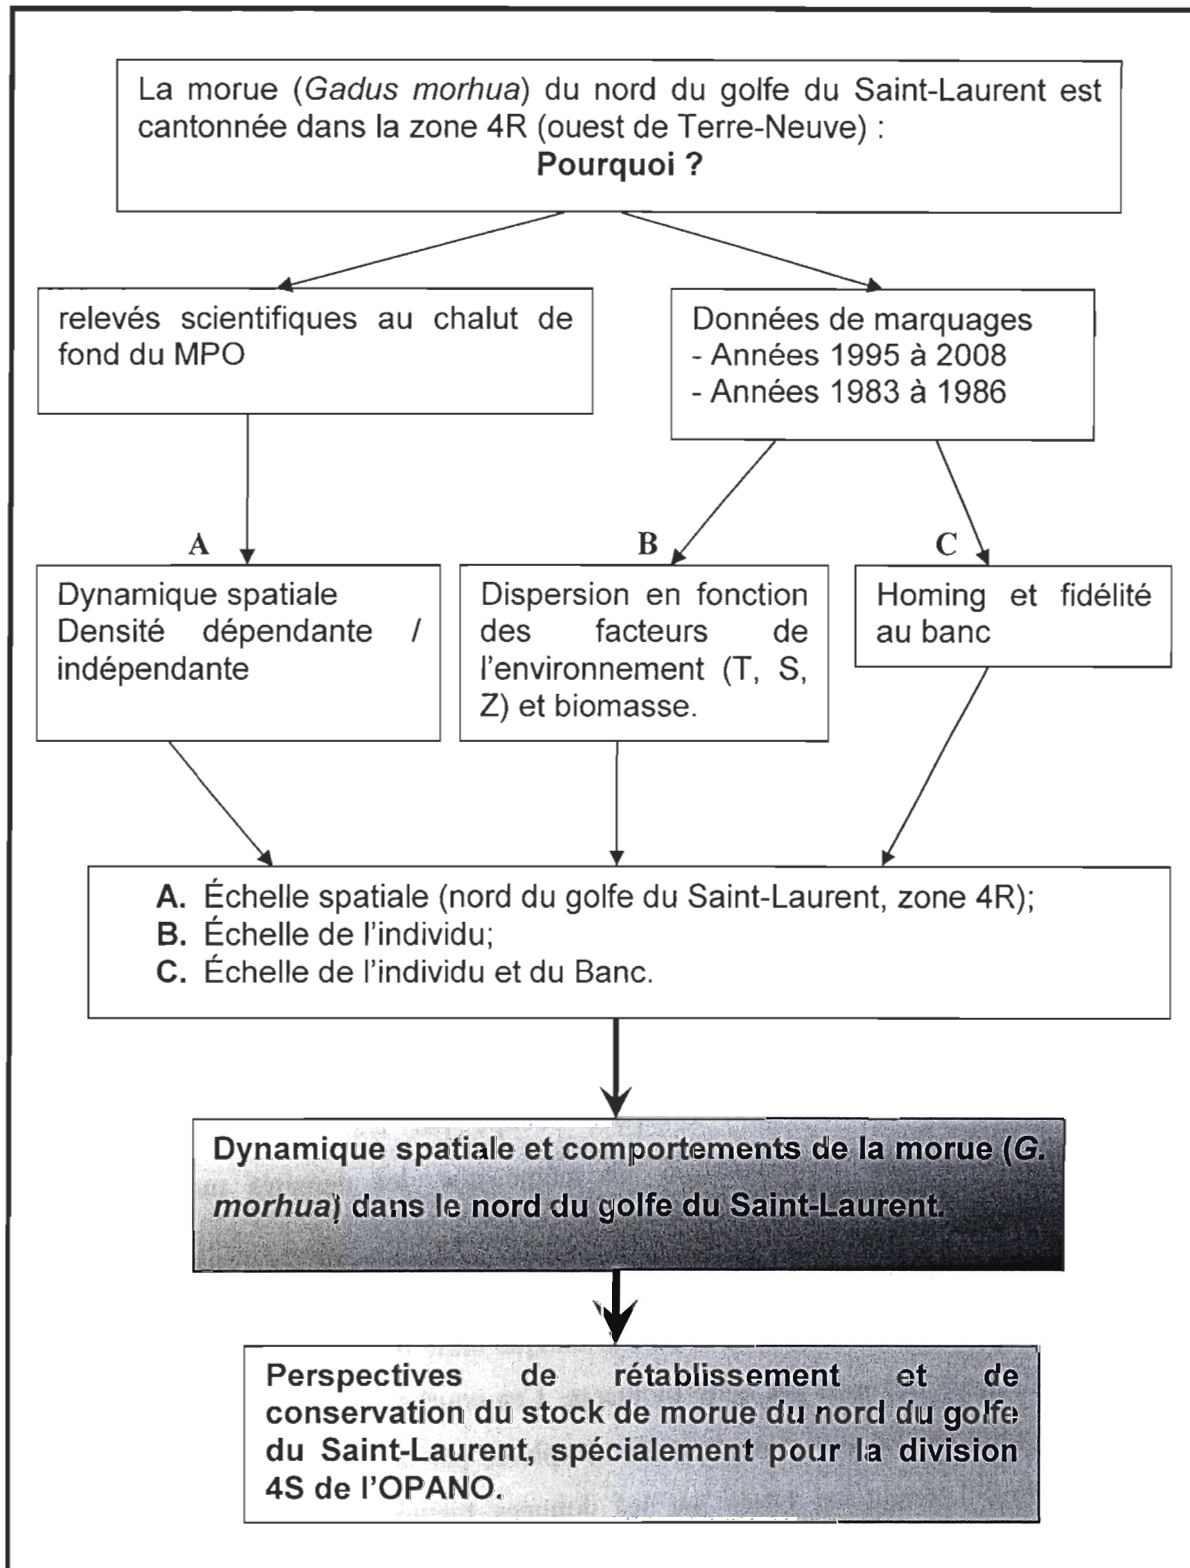 La morue (Gadus morhua) du nord du golfe du Saint-Laurent est
cantonnée dans la zone 4R (ouest de Terre-Neuve) :
Pourquoi ?
relevés scientifiques au chalut de
fond du MPO
Données de marquages
- Années 1995 à 2008
- Années 1983 à 1986
A
Dynamique spatiale
Densité dépendante /
indépendante
B
Dispersion en fonction
des facteurs de
l'environnement (T, S,
Z) et biomasse.
C
Homing et fidélité
au banc
A. Échelle spatiale (nord du golfe du Saint-Laurent, zone 4R);
B. Échelle de l'individu;
C. Échelle de l'individu et du Banc.
Dynamique spatiale et comportements de la morue (G.
morhua) dans le nord du golfe du Saint-Laurent.
Perspectives de rétablissement et de
conservation du stock de morue du nord du golfe
du Saint-Laurent, spécialement pour la division
4S de l'OPANO.